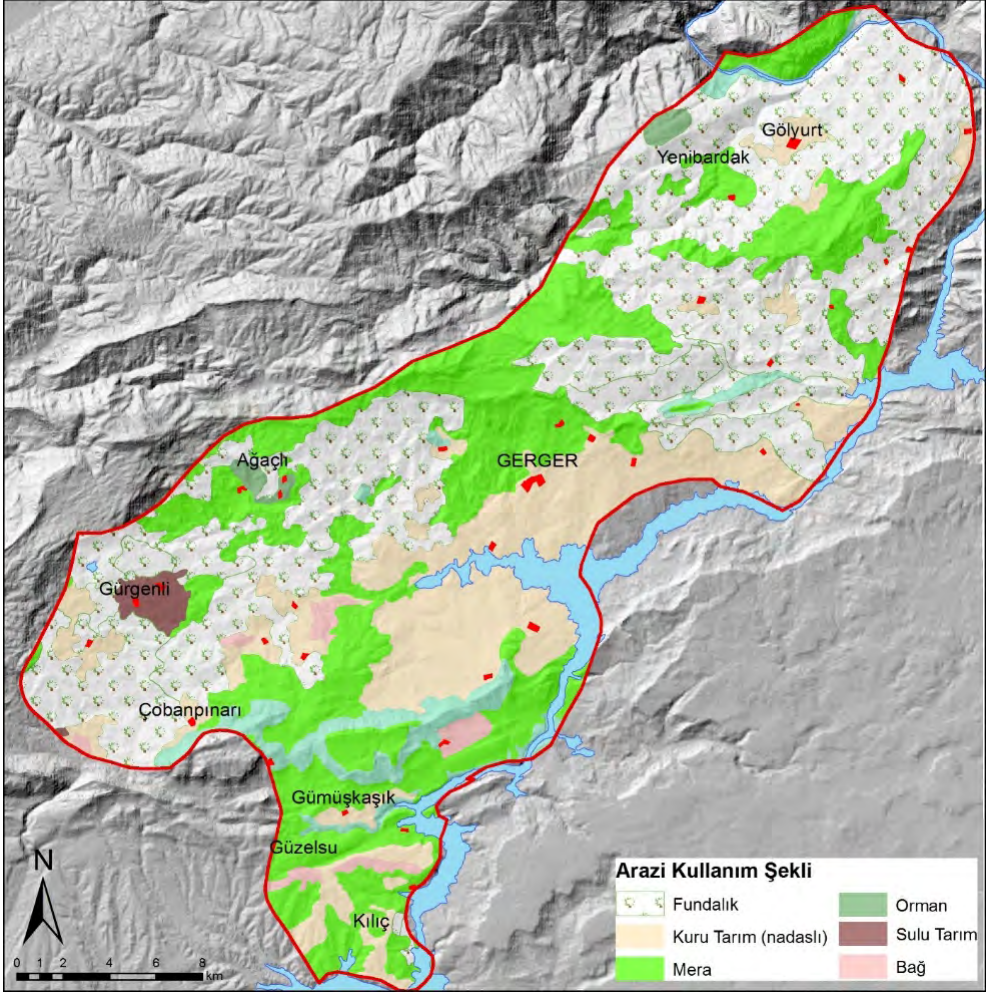 Gölyurt
Yenibardak
Ağaçlı
GERGER
Gürgenli
Çobanpınarı
Gümüşkaşık
Güzelsu
Kılıç
N
0 1 2 4 6 8
km
Arazi Kullanım Şekli
Fundalık
Orman
Kuru Tarım (nadaslı)
Sulu Tarım
Mera
Bağ